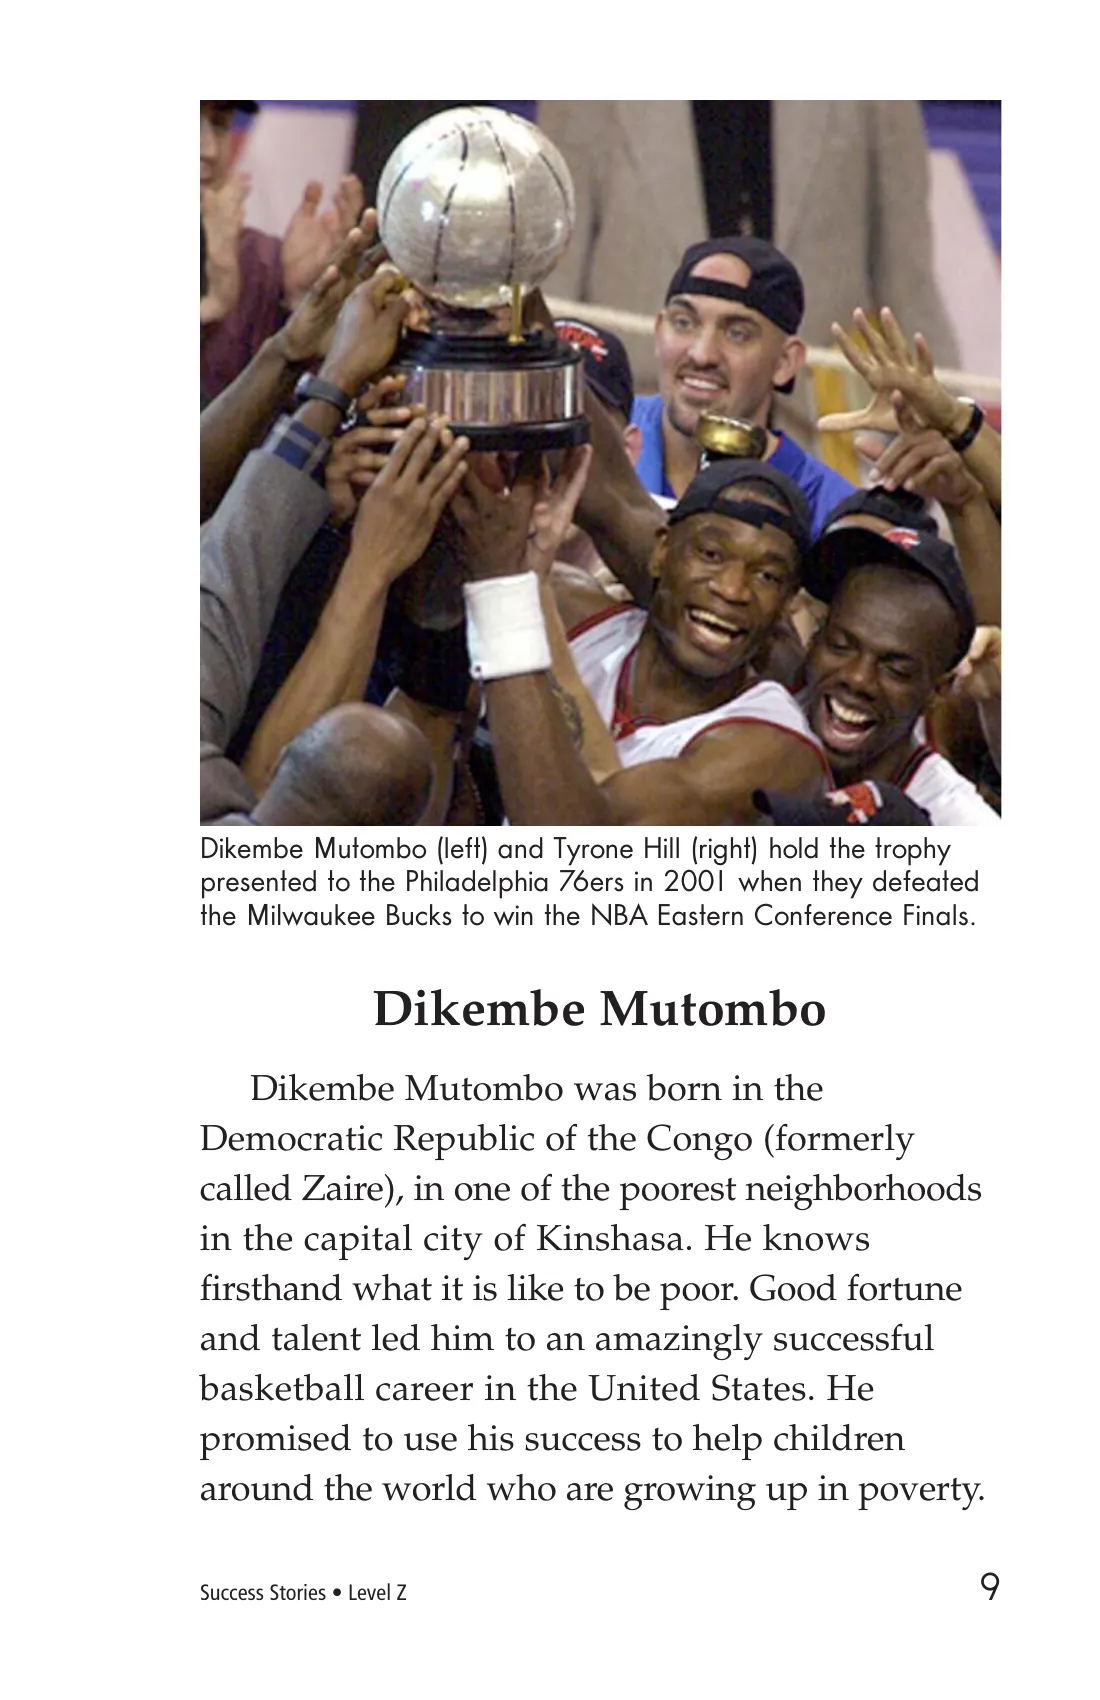 Dikembe Mutombo (left) and Tyrone Hill (right) hold the trophy
presented to the Philadelphia 76ers in 2001 when they defeated
the Milwaukee Bucks to win the NBA Eastern Conference Finals.
Dikembe Mutombo
Dikembe Mutombo was born in the
Democratic Republic of the Congo (formerly
called Zaire), in one of the poorest neighborhoods
in the capital city of Kinshasa. He knows
firsthand what it is like to be poor. Good fortune
and talent led him to an amazingly successful
basketball career in the United States. He
promised to use his success to help children
around the world who are growing up in poverty.
Success Stories • Level Z
9